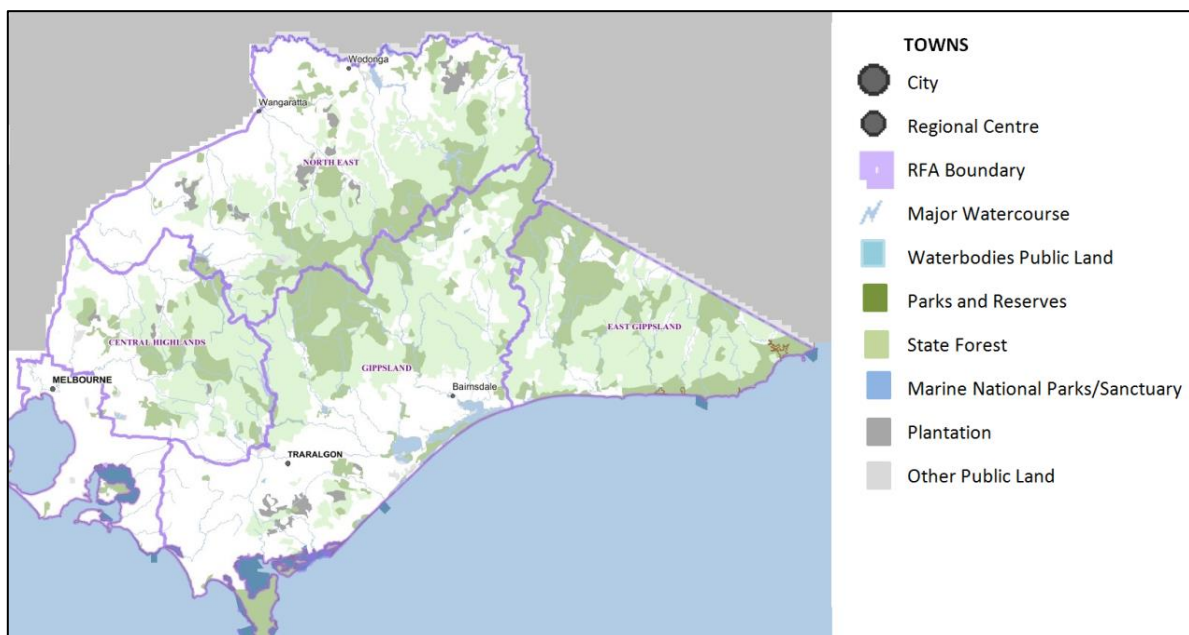 Wodonga
Wangaratta
NORTH EAST
CENTRAL HIGHLANDS
EAST GIPPSLAND
GIPPSLAND
MELBOURNE
Bairnsdale
TRARALGON
TOWNS
City
Regional Centre
RFA Boundary
Major Watercourse
Waterbodies Public Land
Parks and Reserves
State Forest
Marine National Parks/Sanctuary
Plantation
Other Public Land